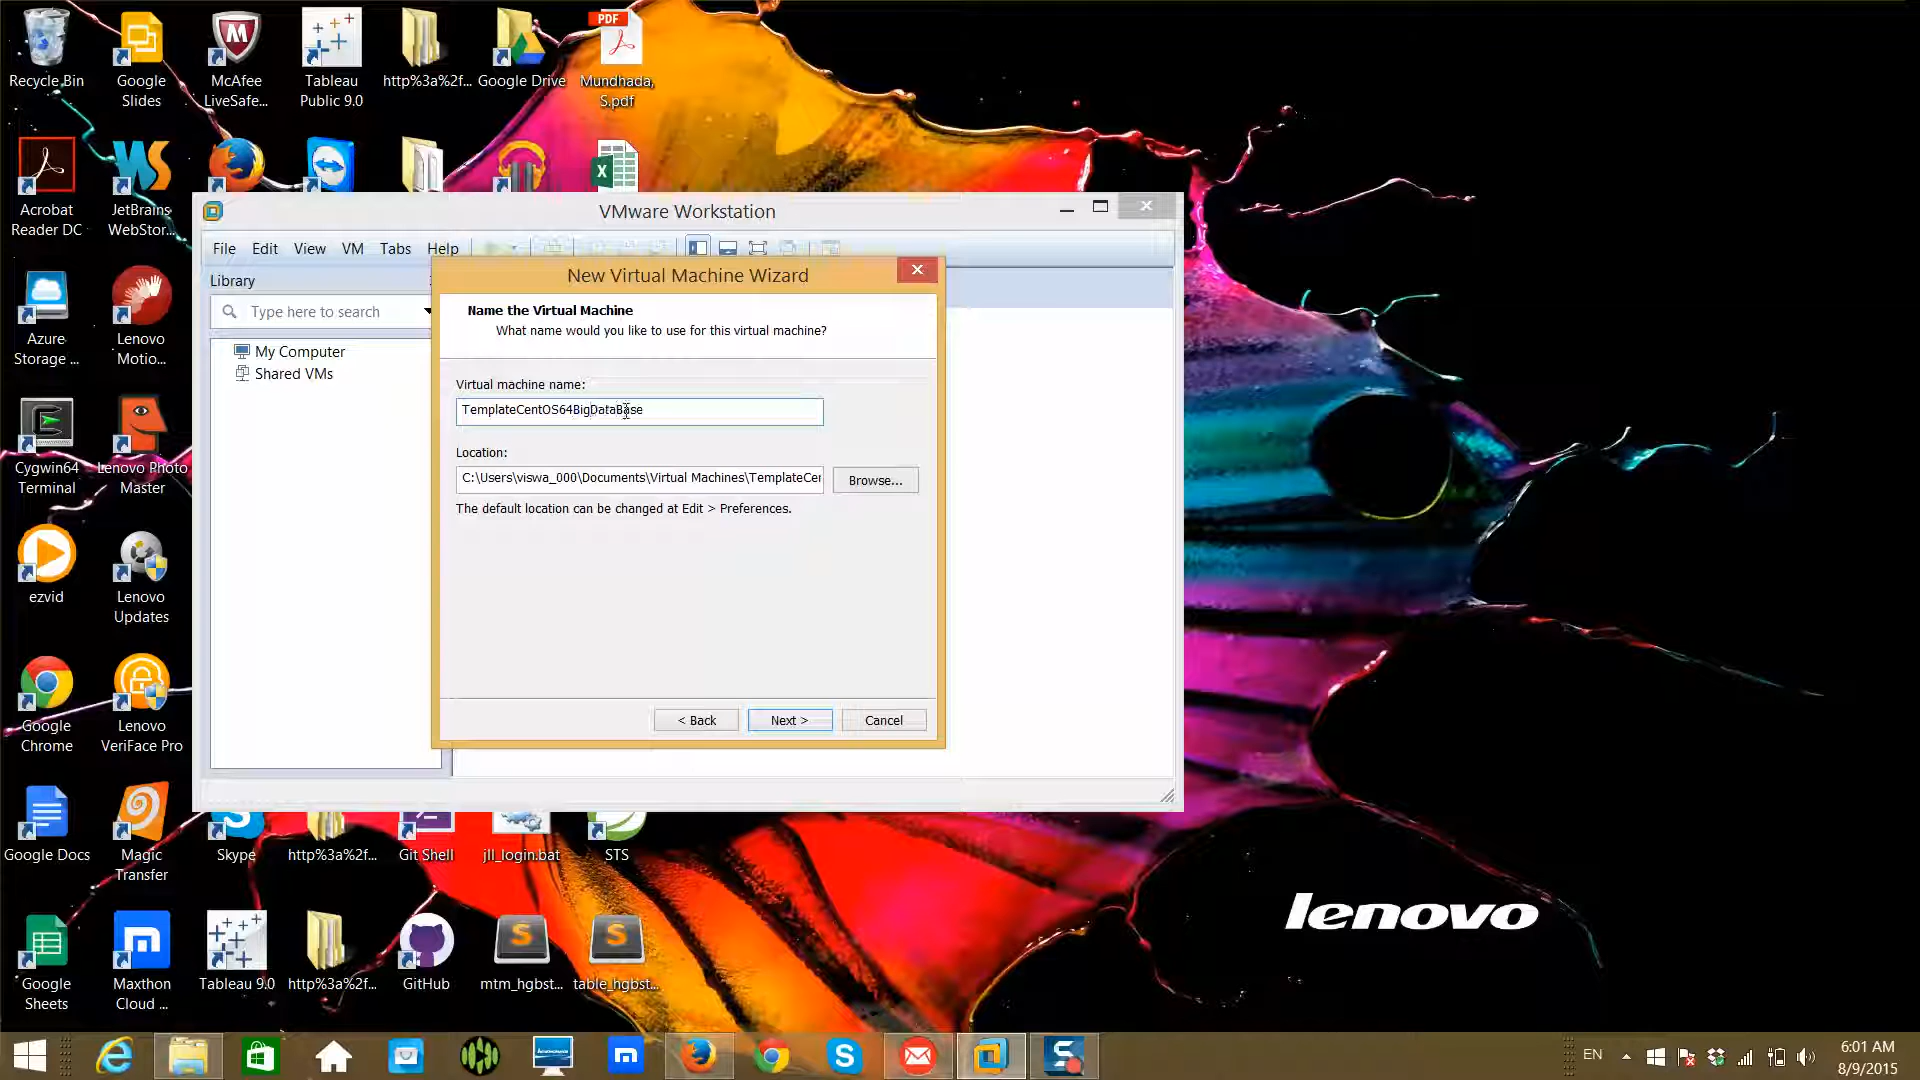 Recycle Bin
Google
Slides
McAfee
LiveSafe...
Tableau
Public 9.0
http%3a%2f...
Google Drive
PDF
Mundhada,
S.pdf
Acrobat
Reader DC
JetBrains
WebStor...
VMware Workstation
File Edit View VM Tabs Help
Library
Type here to search
My Computer
Shared VMs
New Virtual Machine Wizard
Name the Virtual Machine
What name would you like to use for this virtual machine?
Virtual machine name:
TemplateCentOS64BigDataBase
Location:
C:\Users\viswa_000\Documents\Virtual Machines\TemplateCer
Browse...
The default location can be changed at Edit > Preferences.
< Back
Next >
Cancel
Azure
Storage ...
Lenovo
Motio...
Cygwin64
Terminal
Lenovo Photo
Master
ezvid
Lenovo
Updates
Google
Chrome
Lenovo
VeriFace Pro
Google Docs
Magic
Transfer
Skype
http%3a%2f...
Git Shell
jll_login.bat
STS
Google
Sheets
Maxthon
Cloud ...
Tableau 9.0
http%3a%2f...
GitHub
mtm_hgbst...
table_hgbst...
lenovo
EN
6:01 AM
8/9/2015